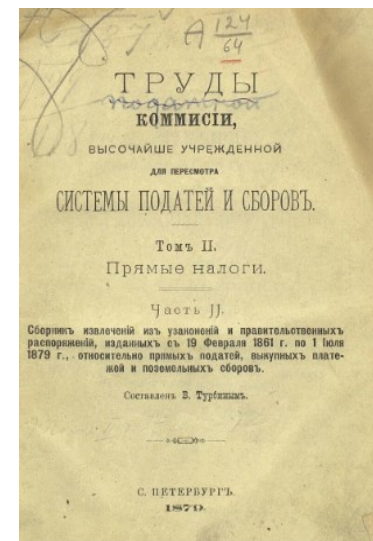 А 124
64
ТРУДЫ
податной
КОММИСІИ,
ВЫСОЧАЙШЕ УЧРЕЖДЕННОЙ
ДЛЯ ПЕРЕСМОТРА
СИСТЕМЫ ПОДАТЕЙ И СБОРОВЪ.
Томъ II.
Прямые налоги.
Часть II.
Сборникъ извлеченій изъ узаконеній и правительственныхъ
распоряженій, изданныхъ съ 19 Февраля 1861 г. по 1 Іюля
1879 г., относительно прямыхъ податей, выкупныхъ плате-
жей и поземельныхъ сборовъ.
Составленъ В. Турбинымъ.
С. ПЕТЕРБУРГЪ.
1879.